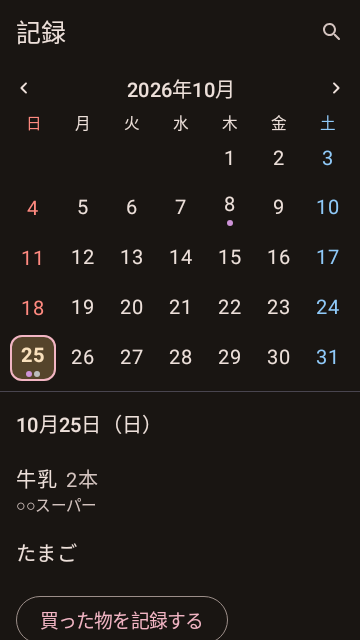 記録
2026年10月
日 月 火 水 木 金 土
1 2 3
4 5 6 7 8 9 10
11 12 13 14 15 16 17
18 19 20 21 22 23 24
25 26 27 28 29 30 31
10月25日（日）
牛乳 2本
○○スーパー
たまご
買った物を記録する